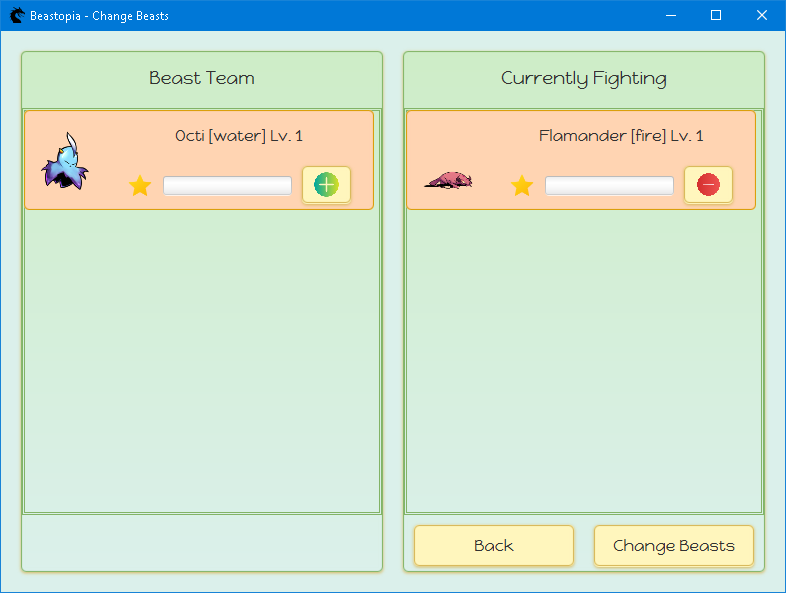 Beastopia - Change Beasts
Beast Team
Currently Fighting
Octi [water] Lv. 1
Flamander [fire] Lv. 1
Back
Change Beasts